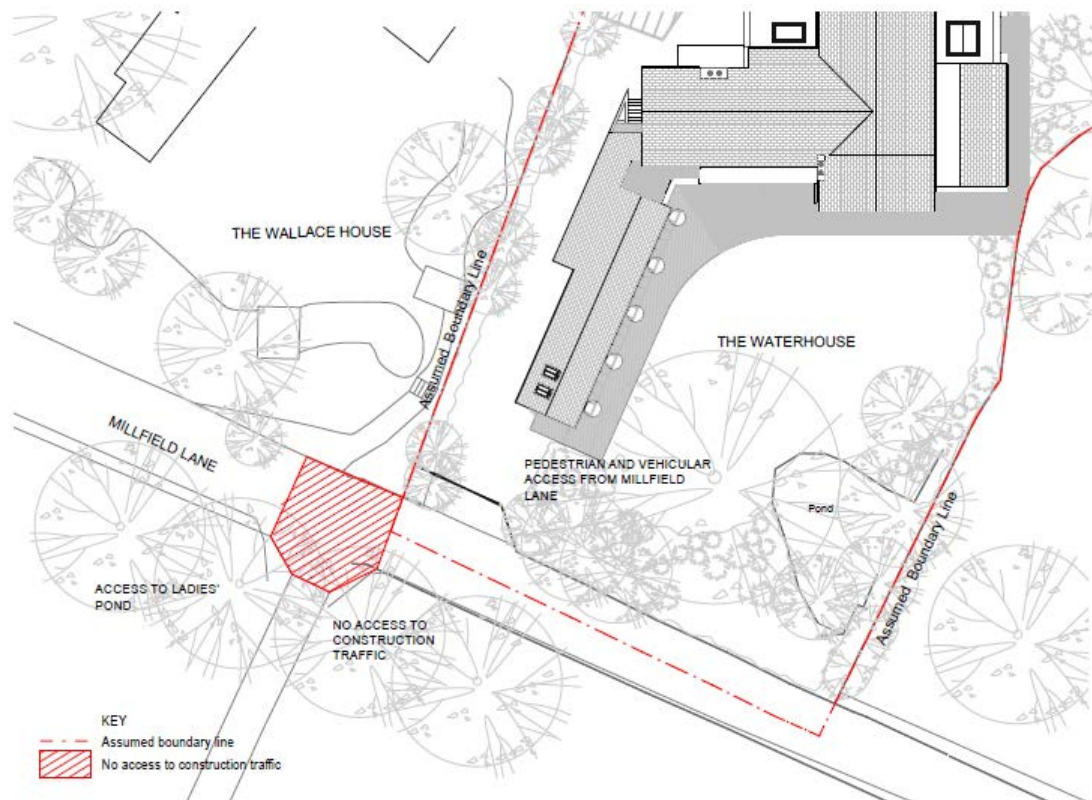 THE WALLACE HOUSE
Assumed Boundary Line
THE WATERHOUSE
MILLFIELD LANE
PEDESTRIAN AND VEHICULAR
ACCESS FROM MILLFIELD
LANE
Pond
Assumed Boundary Line
ACCESS TO LADIES'
POND
NO ACCESS TO
CONSTRUCTION
TRAFFIC
KEY
Assumed boundary line
No access to construction traffic